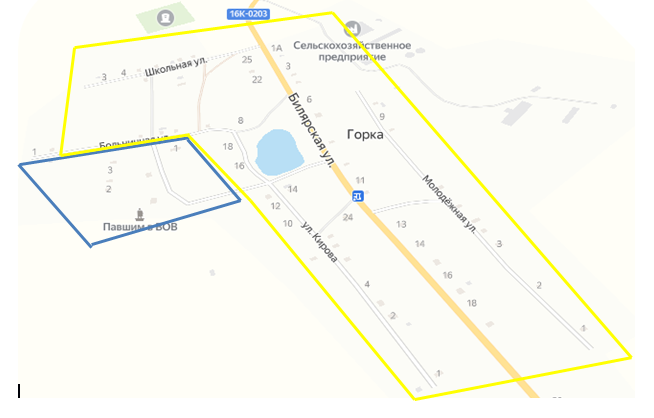 16К-0203
Сельскохозяйственное
предприятие
1А
25
3
22
Школьная ул.
3
4
6
Билярская ул.
9
8
Горка
Больничная ул.
1
1
18
16
3
2
11
14
Молодёжная ул.
12
10
24
13
Павшим в ВОВ
ул. Кирова
14
3
16
2
4
18
2
1
1